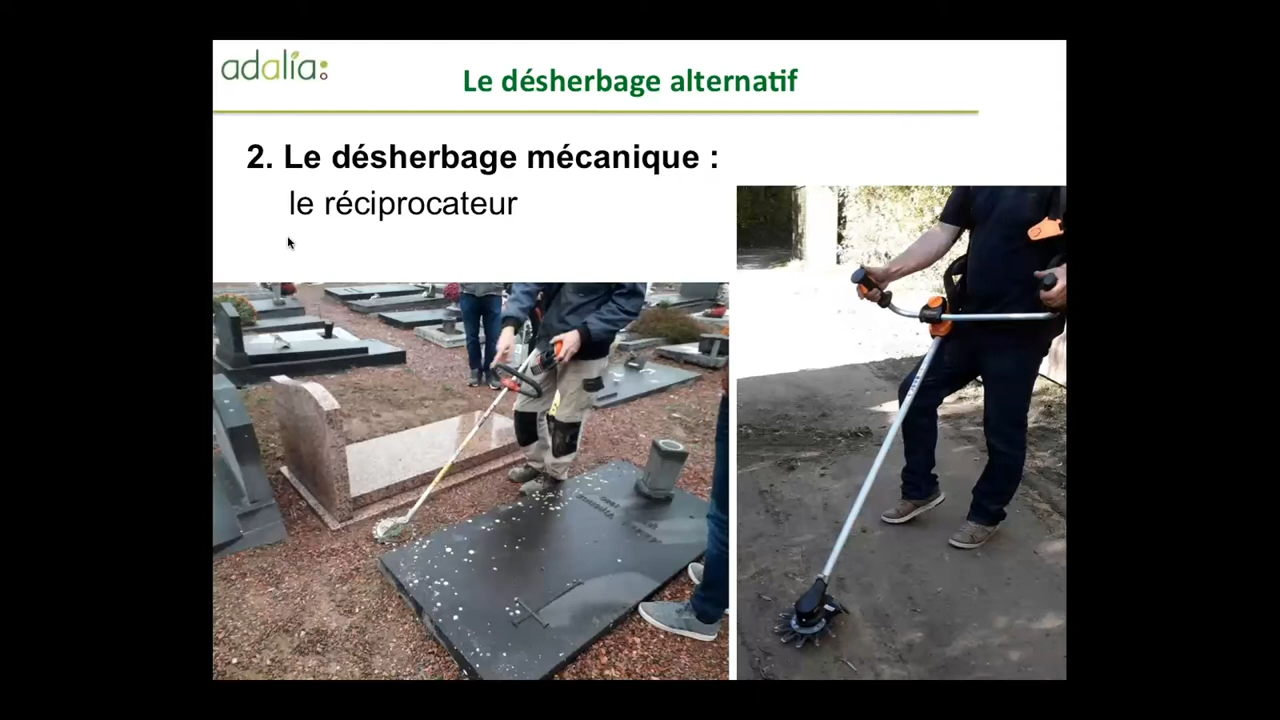 adalia
Le désherbage alternatif
2. Le désherbage mécanique :
le réciprocateur